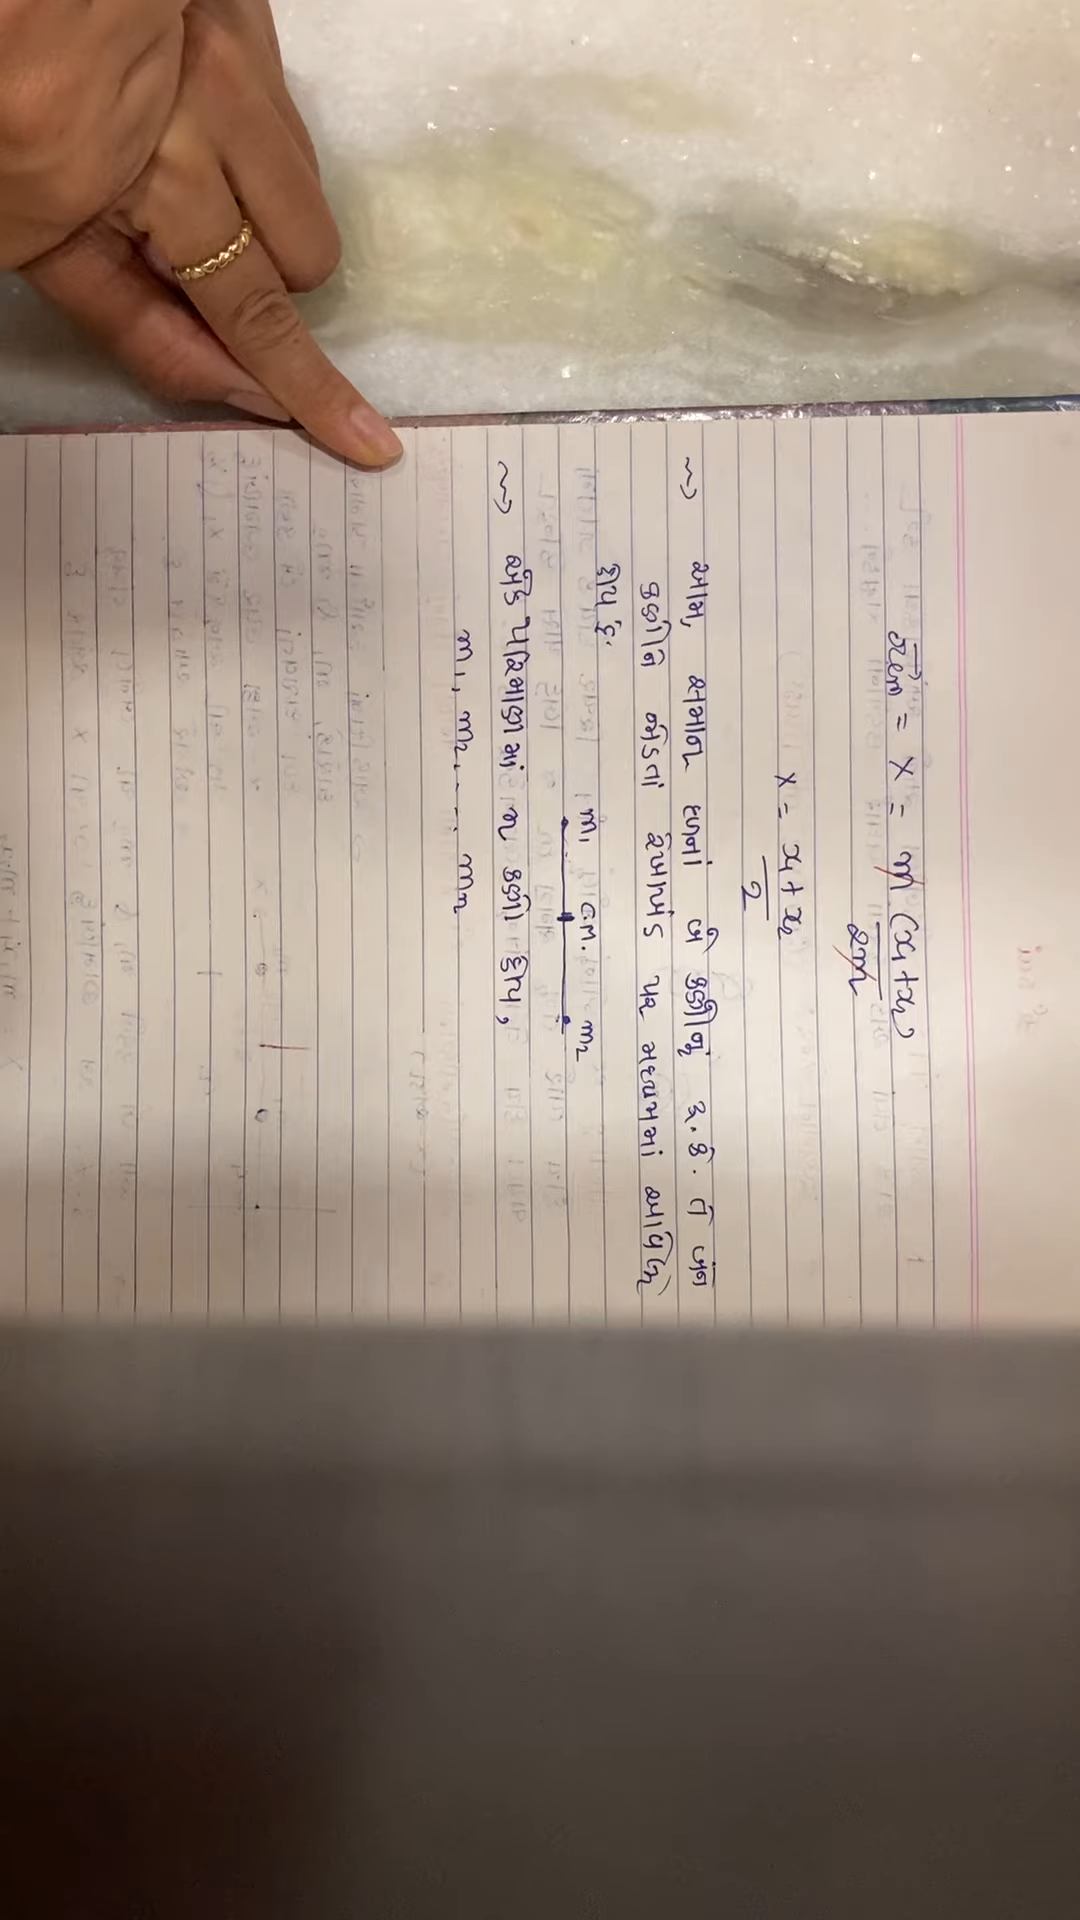 r⃗cm = X = m(x₁+x₂)
2m
X = x₁ + x₂
2
~→ આમ, સમાન દળનાં બે કણોનું દ્ર.કે. તે બંને
કણોને જોડતાં રેખાખંડ પર મધ્યમાં આવેલું
હોય છે.
m₁ C.M. m₂
~→ એક પરિમાણમાં જ કણો હોય,
m₁, m₂, - - , mn